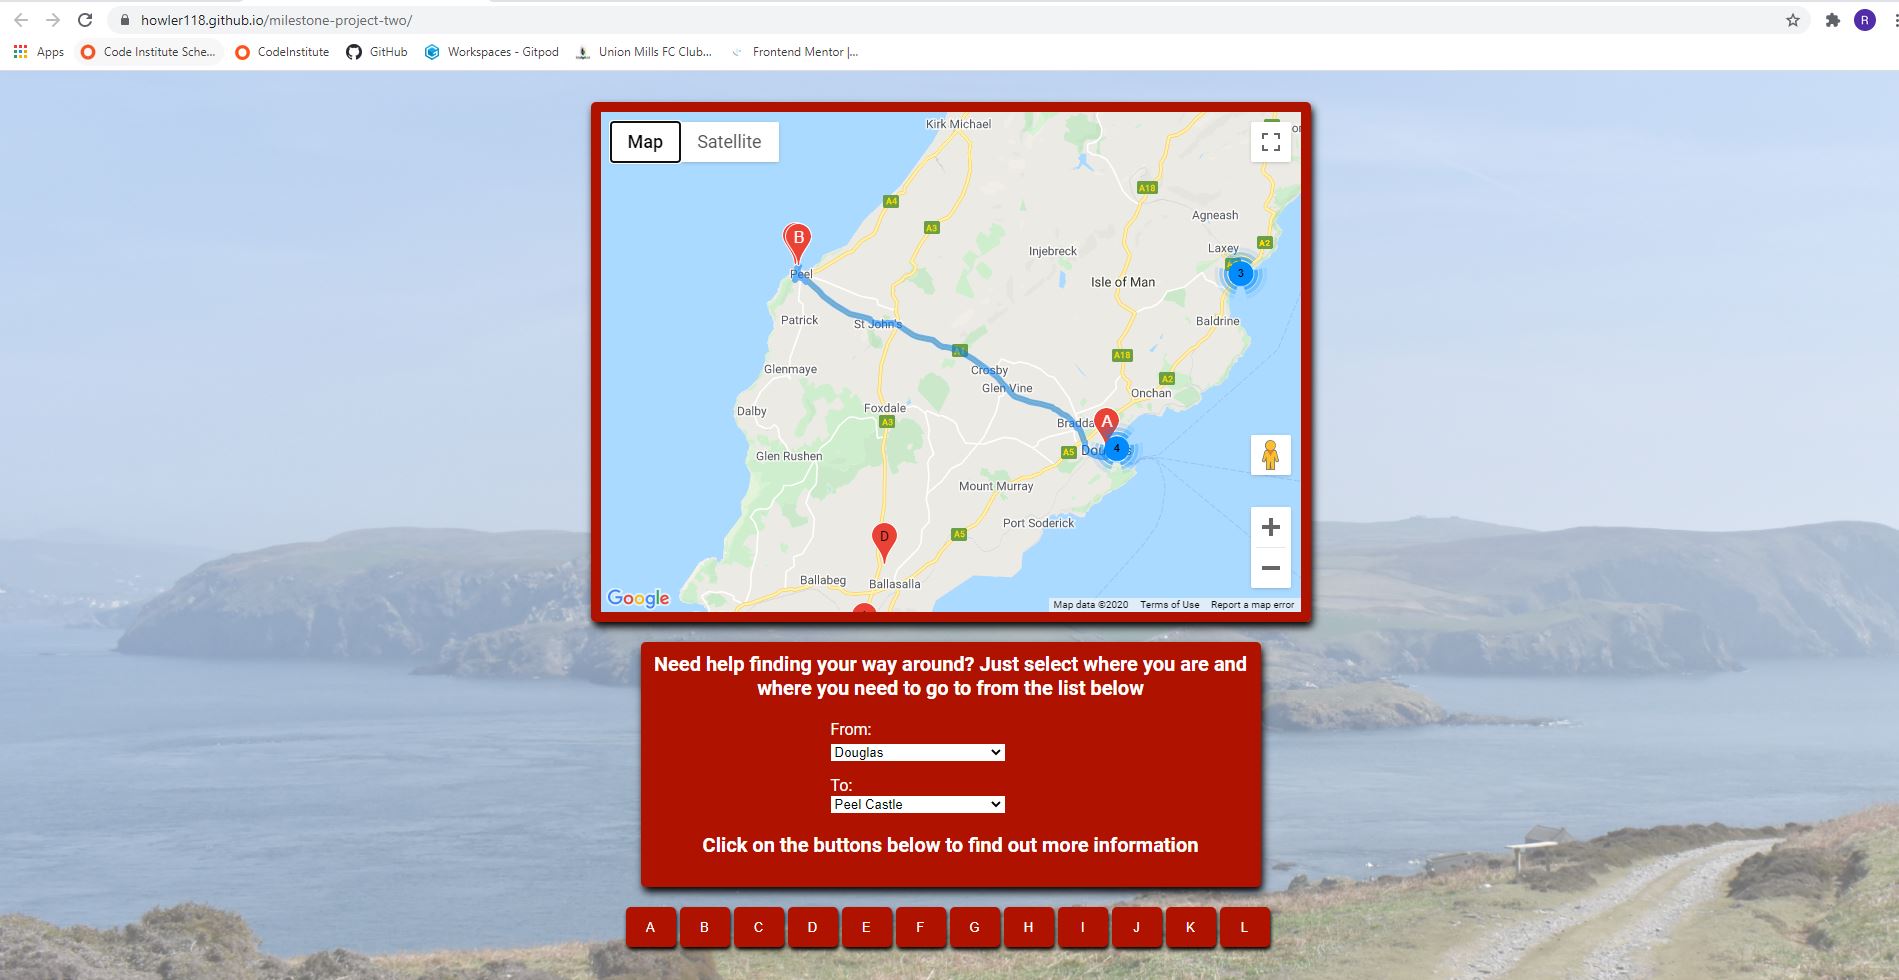 howler118.github.io/milestone-project-two/
R
Apps
Code Institute Sche...
CodeInstitute
GitHub
Workspaces - Gitpod
Union Mills FC Club...
Frontend Mentor |...
Map
Satellite
Kirk Michael
A18
A4
Agneash
A3
B
Laxey
A2
Injebreck
Peel
3
Isle of Man
Patrick
St John's
Baldrine
A1
A18
Glenmaye
Crosby
A2
Glen Vine
Onchan
Dalby
Foxdale
A3
A
Bradda
Glen Rushen
A5
4
Mount Murray
Port Soderick
D
A5
Ballabeg
Ballasalla
Google
Map data ©2020
Terms of Use
Report a map error
Need help finding your way around? Just select where you are and
where you need to go to from the list below
From:
Douglas
To:
Peel Castle
Click on the buttons below to find out more information
A B C D E F G H I J K L